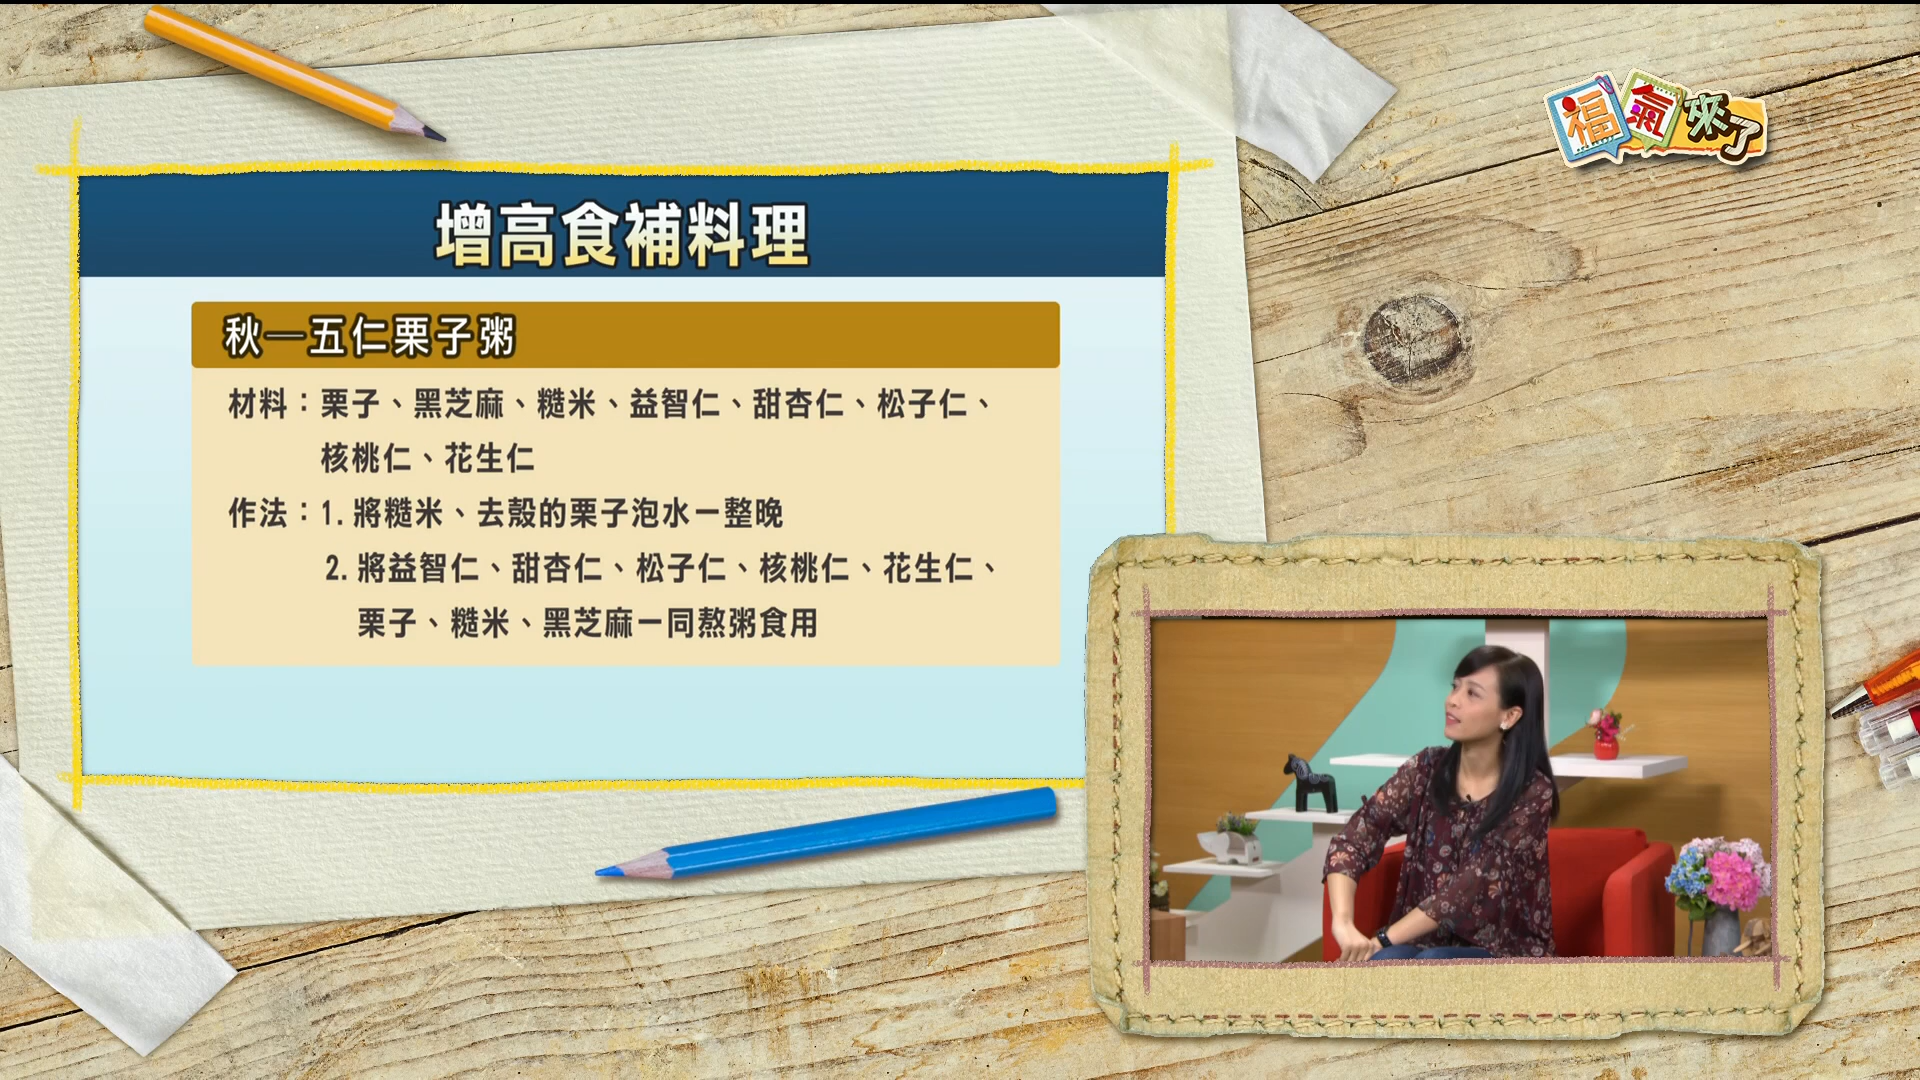 福氣來了
增高食補料理
秋—五仁栗子粥
材料：栗子、黑芝麻、糙米、益智仁、甜杏仁、松子仁、
核桃仁、花生仁
作法：1.將糙米、去殼的栗子泡水一整晚
2.將益智仁、甜杏仁、松子仁、核桃仁、花生仁、
栗子、糙米、黑芝麻一同熬粥食用